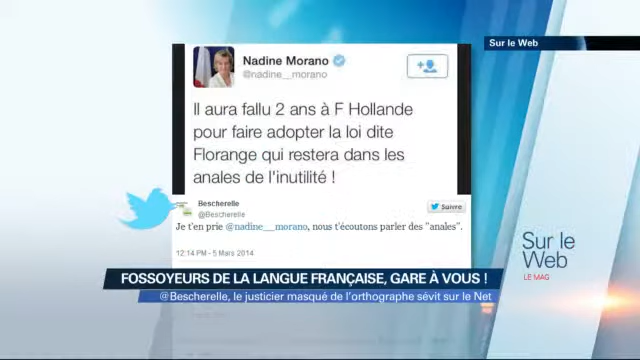 Sur le Web
Nadine Morano
@nadine__morano
Il aura fallu 2 ans à F Hollande
pour faire adopter la loi dite
Florange qui restera dans les
anales de l'inutilité !
Bescherelle
@Bescherelle
Suivre
Je t'en prie @nadine_morano, nous t'écoutons parler des "anales".
12:14 PM - 5 Mars 2014
Sur le
Web
LE MAG
FOSSOYEURS DE LA LANGUE FRANÇAISE, GARE À VOUS !
@Bescherelle, le justicier masqué de l'orthographe sévit sur le Net